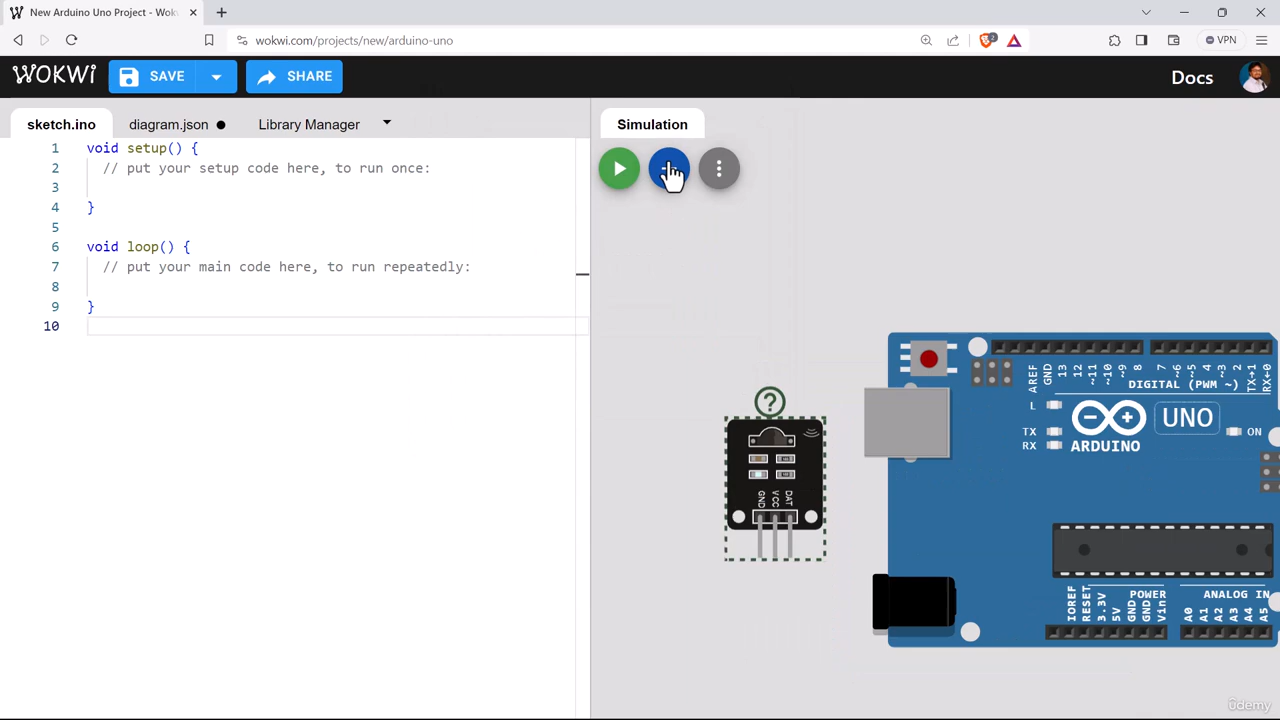 New Arduino Uno Project - Wok
wokwi.com/projects/new/arduino-uno
2
VPN
WOKWI
SAVE
SHARE
Docs
sketch.ino
diagram.json
Library Manager
Simulation
1 void setup() {
2 // put your setup code here, to run once:
3
4 }
5
6 void loop() {
7 // put your main code here, to run repeatedly:
8
9 }
10
?
GND
VCC
DAT
AREF
GND
13
12
~11
~10
~9
8
7
~6
~5
4
~3
2
TX→1
RX←0
DIGITAL (PWM ~)
L
TX
RX
ARDUINO
UNO
ON
POWER
ANALOG IN
IOREF
RESET
3.3V
5V
GND
GND
Vin
A0
A1
A2
A3
A4
A5
ûdemy